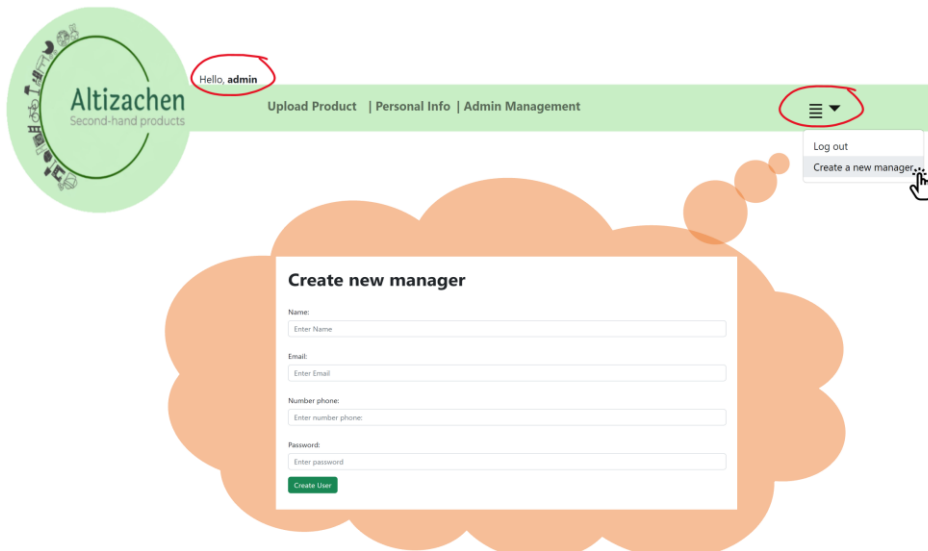 Hello, admin
Altizachen
Second-hand products
Upload Product | Personal Info | Admin Management
Log out
Create a new manager
Create new manager
Name:
Enter Name
Email:
Enter Email
Number phone:
Enter number phone:
Password:
Enter password
Create User